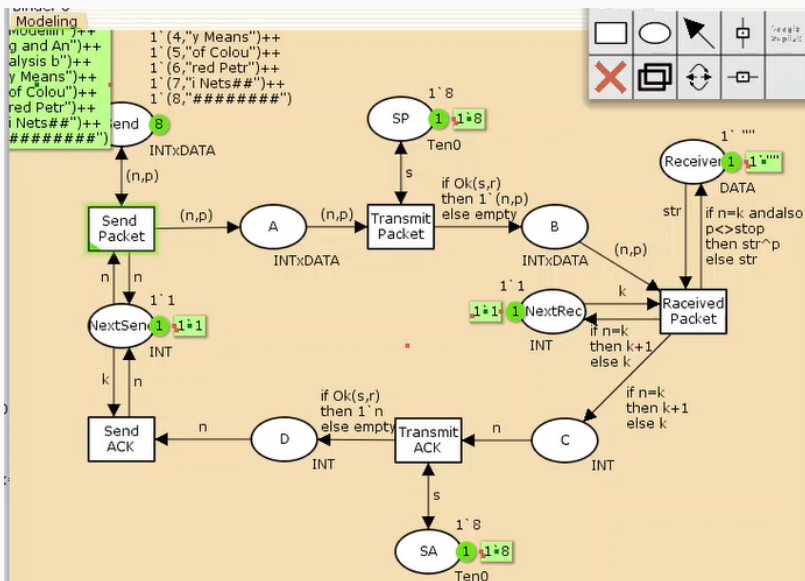 Modeling
g and An")++
alysis b")++
y Means")++
of Colou")++
red Petr")++
i Nets##")++
########")
1`(4,"y Means")++
1`(5,"of Colou")++
1`(6,"red Petr")++
1`(7,"i Nets##")++
1`(8,"########")
8
INTxDATA
(n,p)
Send
Packet
(n,p)
A
INTxDATA
(n,p)
1`8
SP
1
1`8
Ten0
s
Transmit
Packet
if Ok(s,r)
then 1`(n,p)
else empty
B
INTxDATA
(n,p)
1` ""
Receiver
1
1`""
DATA
str
if n=k andalso
p<>stop
then str^p
else str
n
n
1`1
NextSend
1
1`1
INT
1`1
1`1
1
NextRec
INT
k
Raceived
Packet
if n=k
then k+1
else k
if n=k
then k+1
else k
k
n
Send
ACK
n
D
INT
if Ok(s,r)
then 1`n
else empty
Transmit
ACK
n
C
INT
s
1`8
SA
1
1`8
Ten0